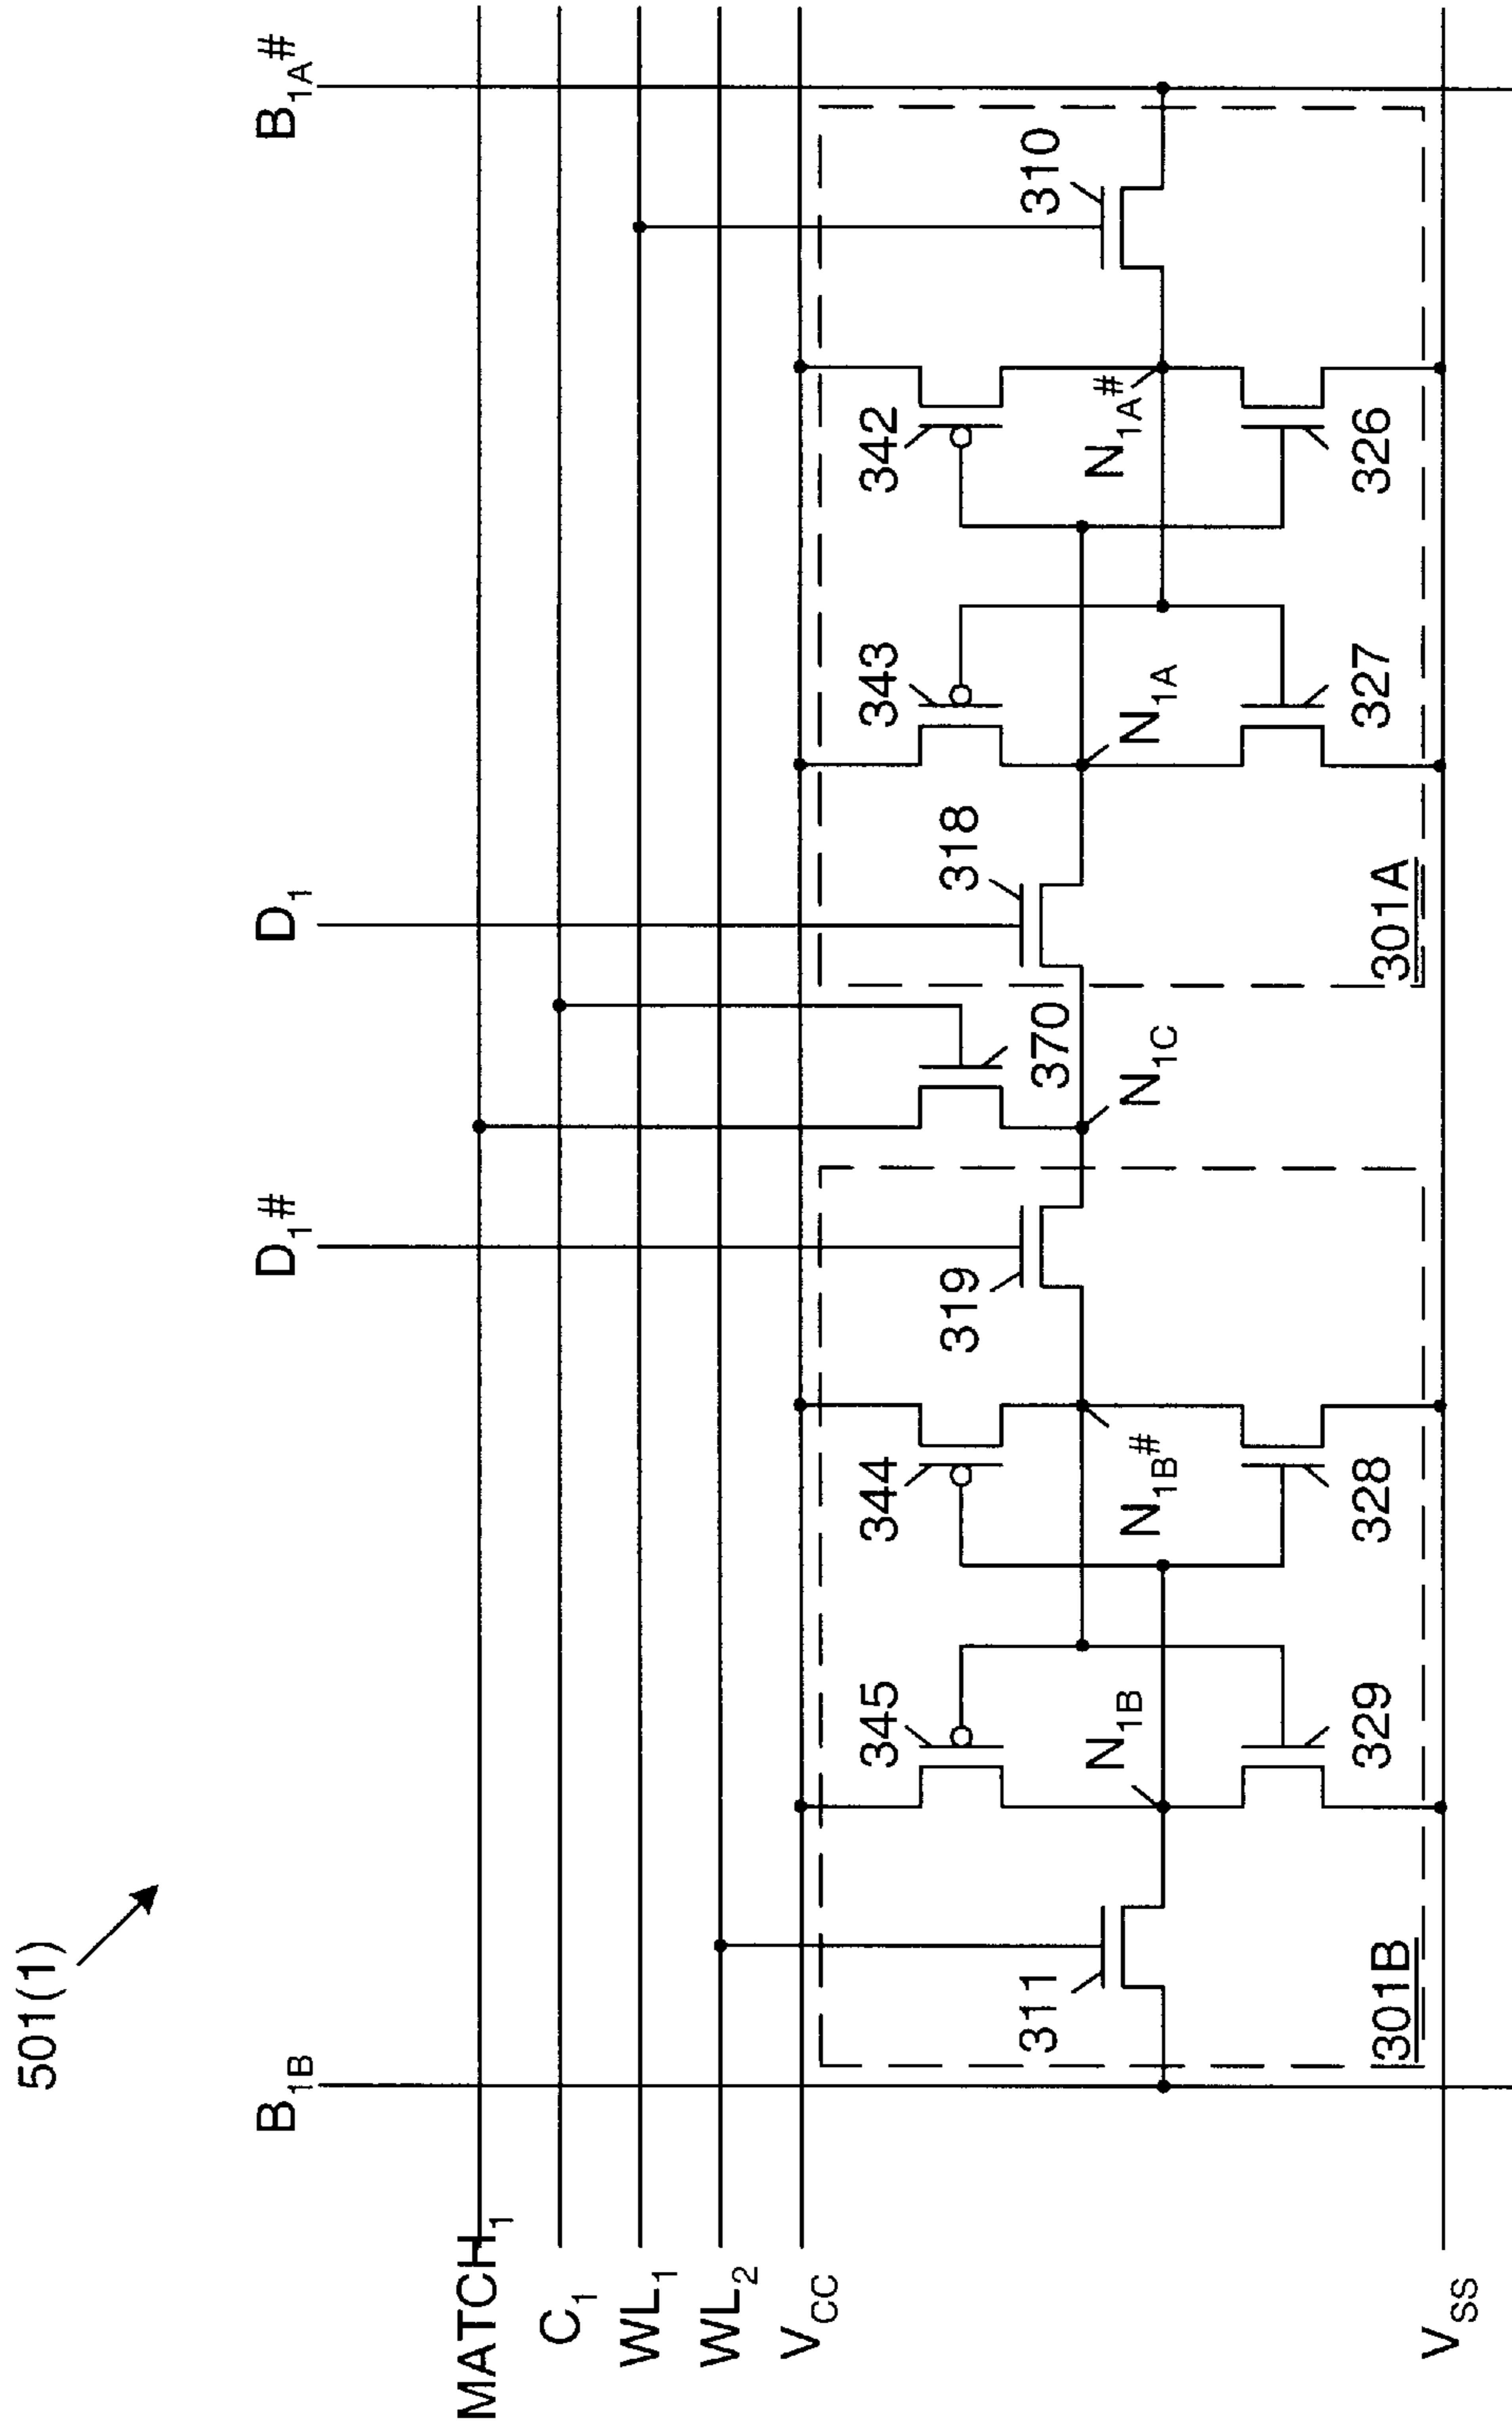 501(1)
B1B
D1#
D1
B1A#
MATCH1
C1
WL1
WL2
VCC
VSS
345
344
343
342
311
319
370
318
310
N1B
N1B#
N1C
N1A
N1A#
329
328
327
326
301B
301A